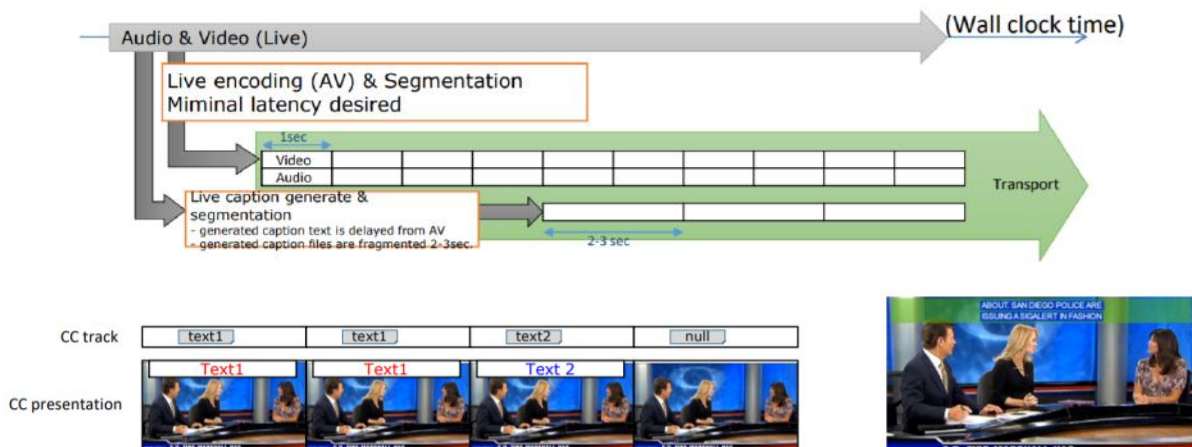 (Wall clock time)
Audio & Video (Live)
Live encoding (AV) & Segmentation
Miminal latency desired
1sec
Video
Audio
Transport
Live caption generate &
segmentation
- generated caption text is delayed from AV
- generated caption files are fragmented 2-3sec.
2-3 sec
ABOUT. SAN DIEGO POLICE ARE
ISSUING A SIGALERT IN FASHION
CC track
text1
text1
text2
null
CC presentation
Text1
Text1
Text 2